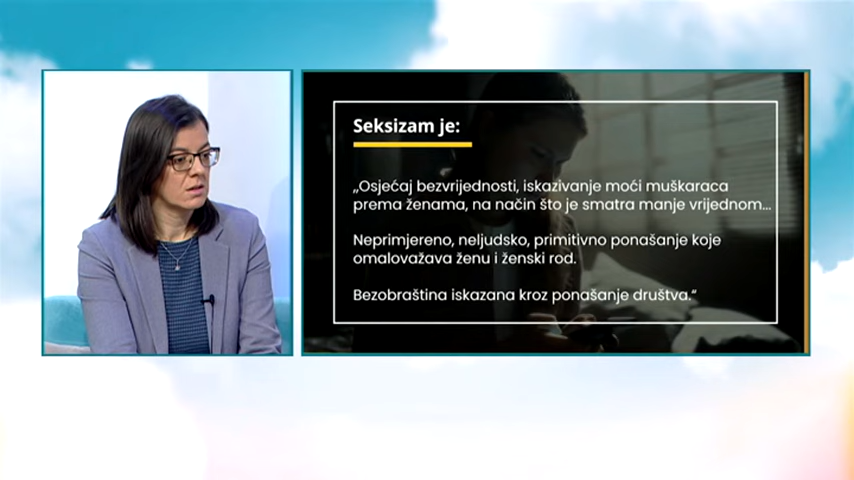 Seksizam je:
„Osjećaj bezvrijednosti, iskazivanje moći muškaraca
prema ženama, na način što je smatra manje vrijednom...
Neprimjereno, neljudsko, primitivno ponašanje koje
omalovažava ženu i ženski rod.
Bezobraština iskazana kroz ponašanje društva.“